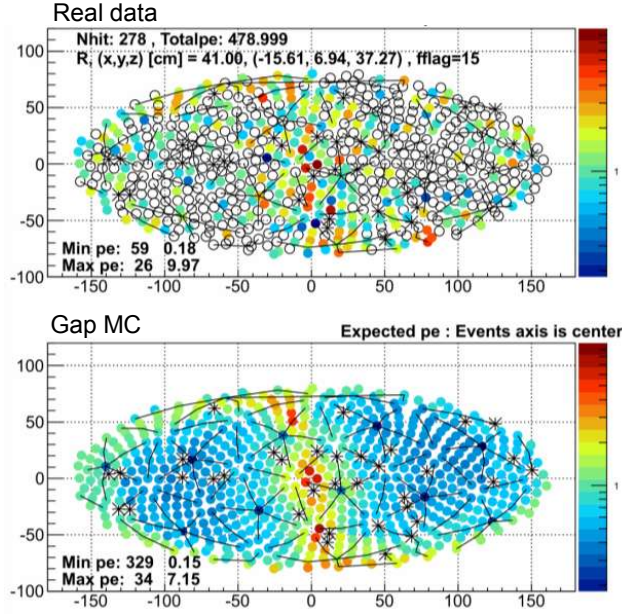 Real data
Nhit: 278 , Totalpe: 478.999
R, (x,y,z) [cm] = 41.00, (-15.61, 6.94, 37.27) , fflag=15
100
50
0
-50
-100
1
Min pe: 59 0.18
Max pe: 26 9.97
-150 -100 -50 0 50 100 150
Gap MC
Expected pe : Events axis is center
100
50
0
-50
-100
1
Min pe: 329 0.15
Max pe: 34 7.15
-150 -100 -50 0 50 100 150